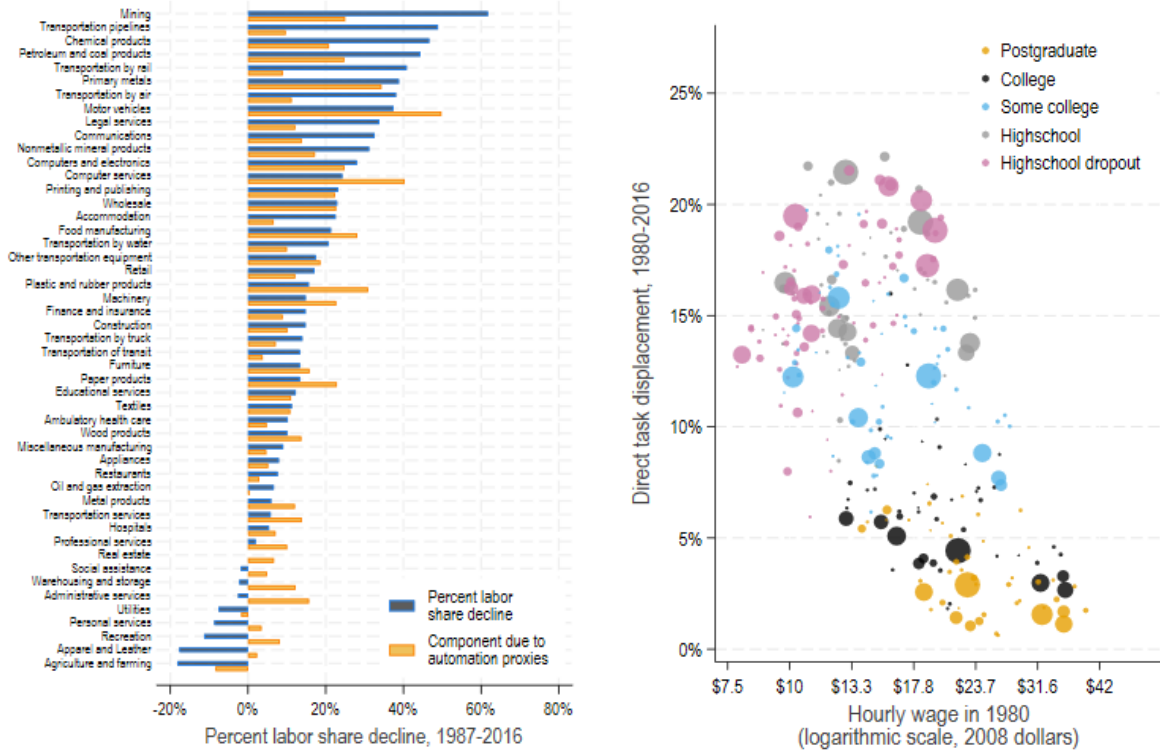 Mining
Transportation pipelines
Chemical products
Petroleum and coal products
Transportation by rail
Primary metals
Transportation by air
Motor vehicles
Legal services
Communications
Nonmetallic mineral products
Computers and electronics
Computer services
Printing and publishing
Wholesale
Accommodation
Food manufacturing
Transportation by water
Other transportation equipment
Retail
Plastic and rubber products
Machinery
Finance and insurance
Construction
Transportation by truck
Transportation of transit
Furniture
Paper products
Educational services
Textiles
Ambulatory health care
Wood products
Miscellaneous manufacturing
Appliances
Restaurants
Oil and gas extraction
Metal products
Transportation services
Hospitals
Professional services
Real estate
Social assistance
Warehousing and storage
Administrative services
Utilities
Personal services
Recreation
Apparel and Leather
Agriculture and farming
Percent labor
share decline
Component due to
automation proxies
-20% 0% 20% 40% 60% 80%
Percent labor share decline, 1987-2016
Direct task displacement, 1980-2016
25%
20%
15%
10%
5%
0%
Postgraduate
College
Some college
Highschool
Highschool dropout
$7.5 $10 $13.3 $17.8 $23.7 $31.6 $42
Hourly wage in 1980
(logarithmic scale, 2008 dollars)